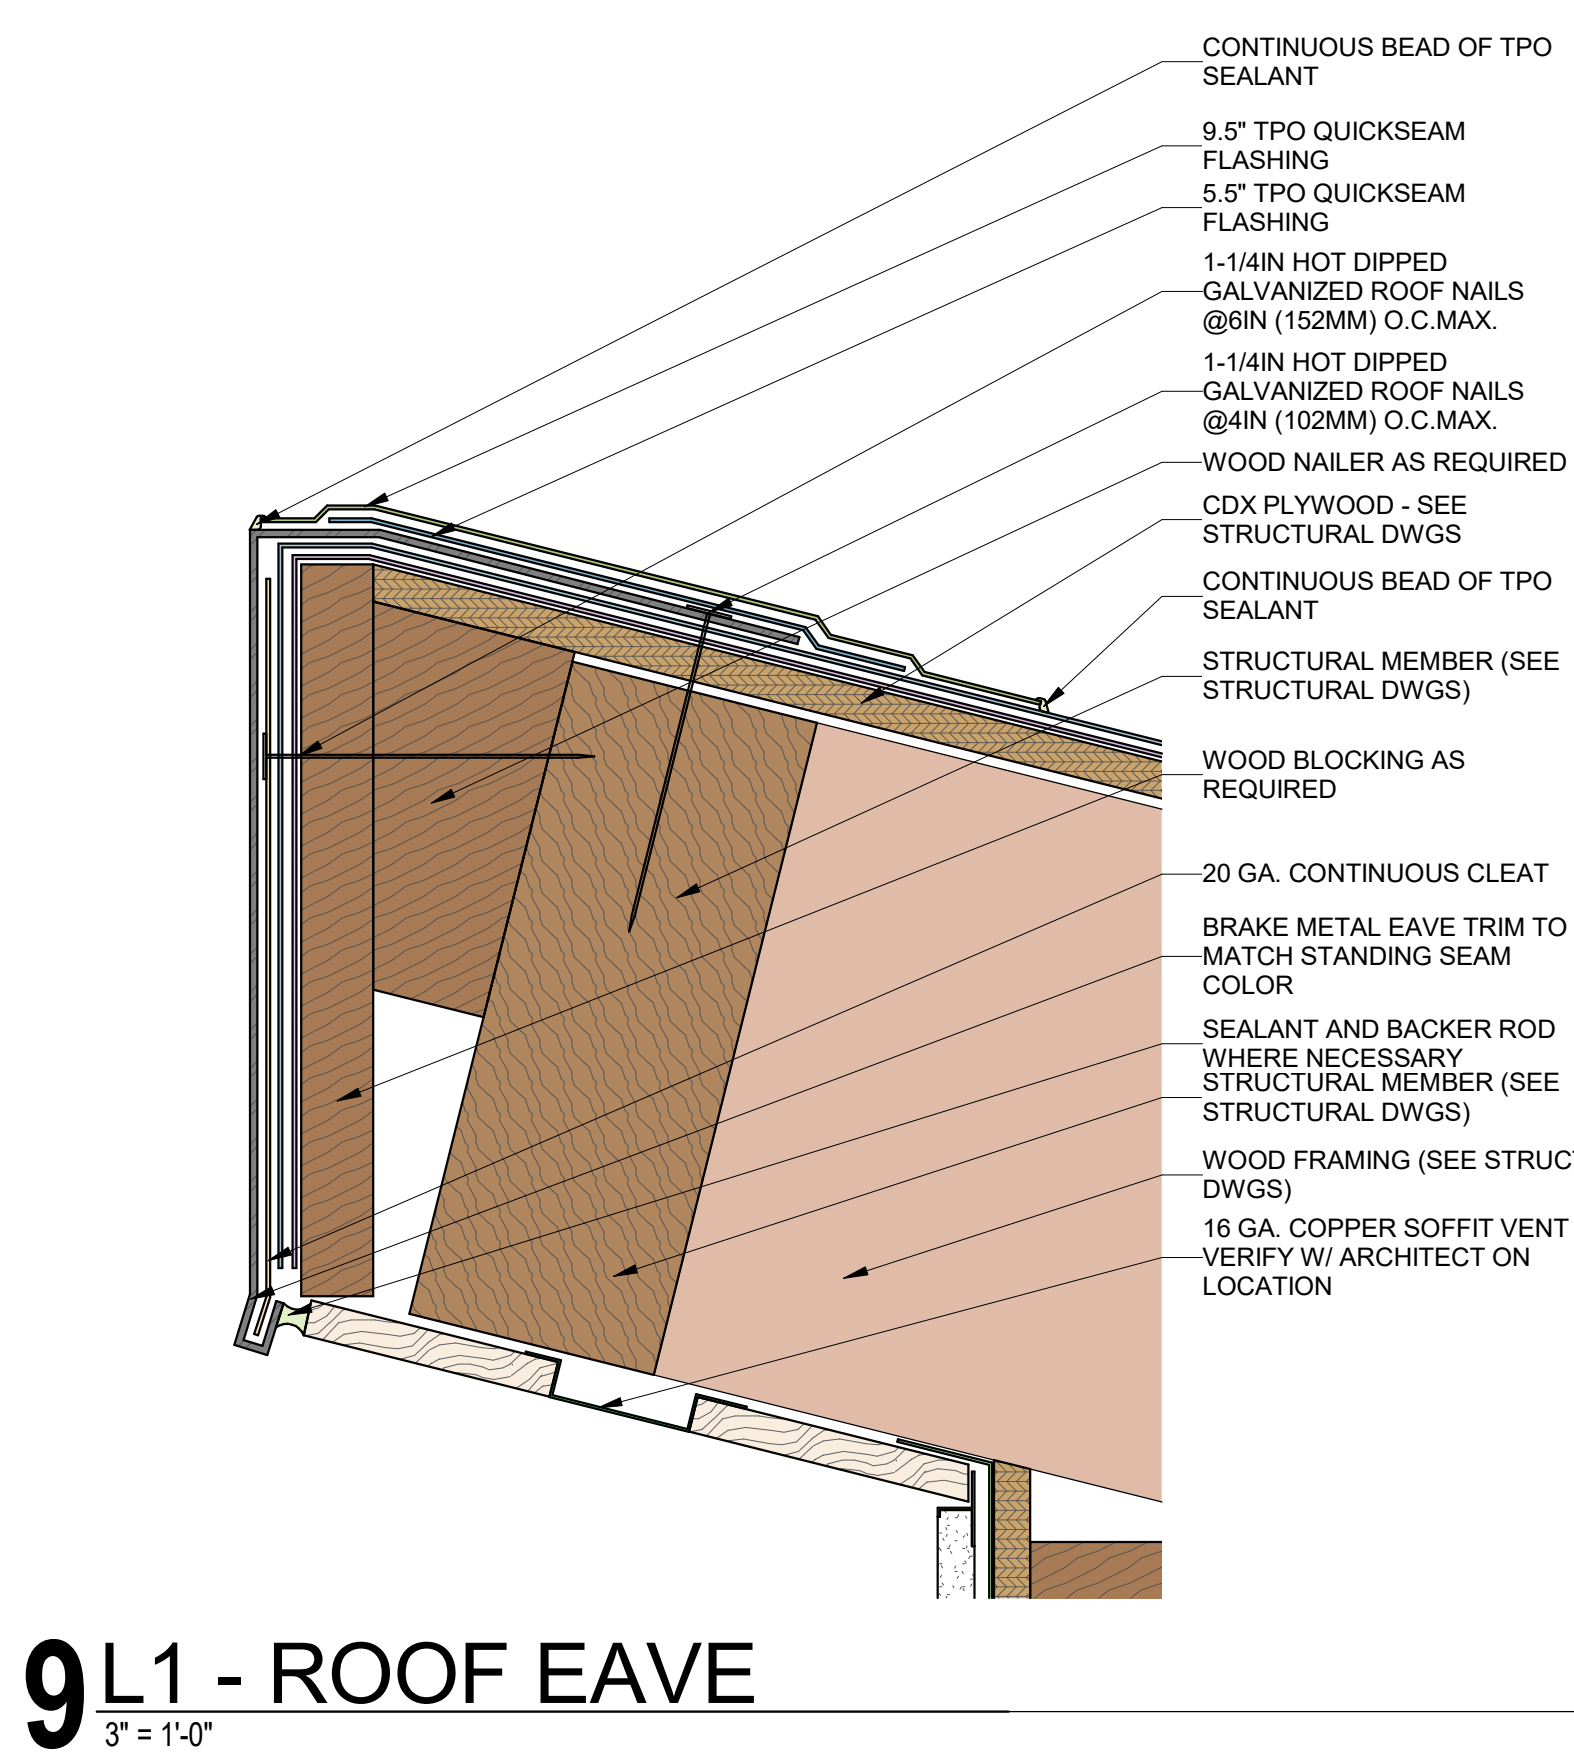 CONTINUOUS BEAD OF TPO
SEALANT
9.5" TPO QUICKSEAM
FLASHING
5.5" TPO QUICKSEAM
FLASHING
1-1/4IN HOT DIPPED
GALVANIZED ROOF NAILS
@6IN (152MM) O.C.MAX.
1-1/4IN HOT DIPPED
GALVANIZED ROOF NAILS
@4IN (102MM) O.C.MAX.
WOOD NAILER AS REQUIRED
CDX PLYWOOD - SEE
STRUCTURAL DWGS
CONTINUOUS BEAD OF TPO
SEALANT
STRUCTURAL MEMBER (SEE
STRUCTURAL DWGS)
WOOD BLOCKING AS
REQUIRED
20 GA. CONTINUOUS CLEAT
BRAKE METAL EAVE TRIM TO
MATCH STANDING SEAM
COLOR
SEALANT AND BACKER ROD
WHERE NECESSARY
STRUCTURAL MEMBER (SEE
STRUCTURAL DWGS)
WOOD FRAMING (SEE STRUCT
DWGS)
16 GA. COPPER SOFFIT VENT
VERIFY W/ ARCHITECT ON
LOCATION
9 L1 - ROOF EAVE
3" = 1'-0"